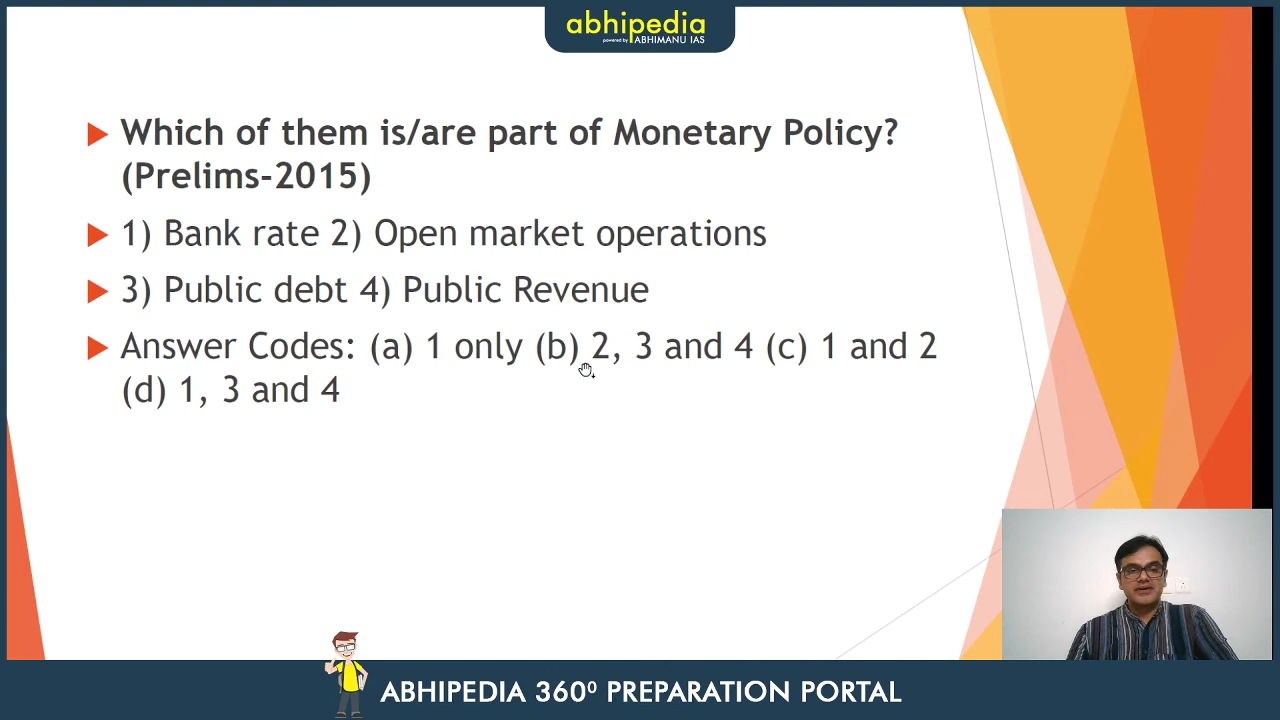 abhipedia
powered by ABHIMANU IAS
Which of them is/are part of Monetary Policy?
(Prelims-2015)
1) Bank rate 2) Open market operations
3) Public debt 4) Public Revenue
Answer Codes: (a) 1 only (b) 2, 3 and 4 (c) 1 and 2
(d) 1, 3 and 4
ABHIPEDIA 360⁰ PREPARATION PORTAL